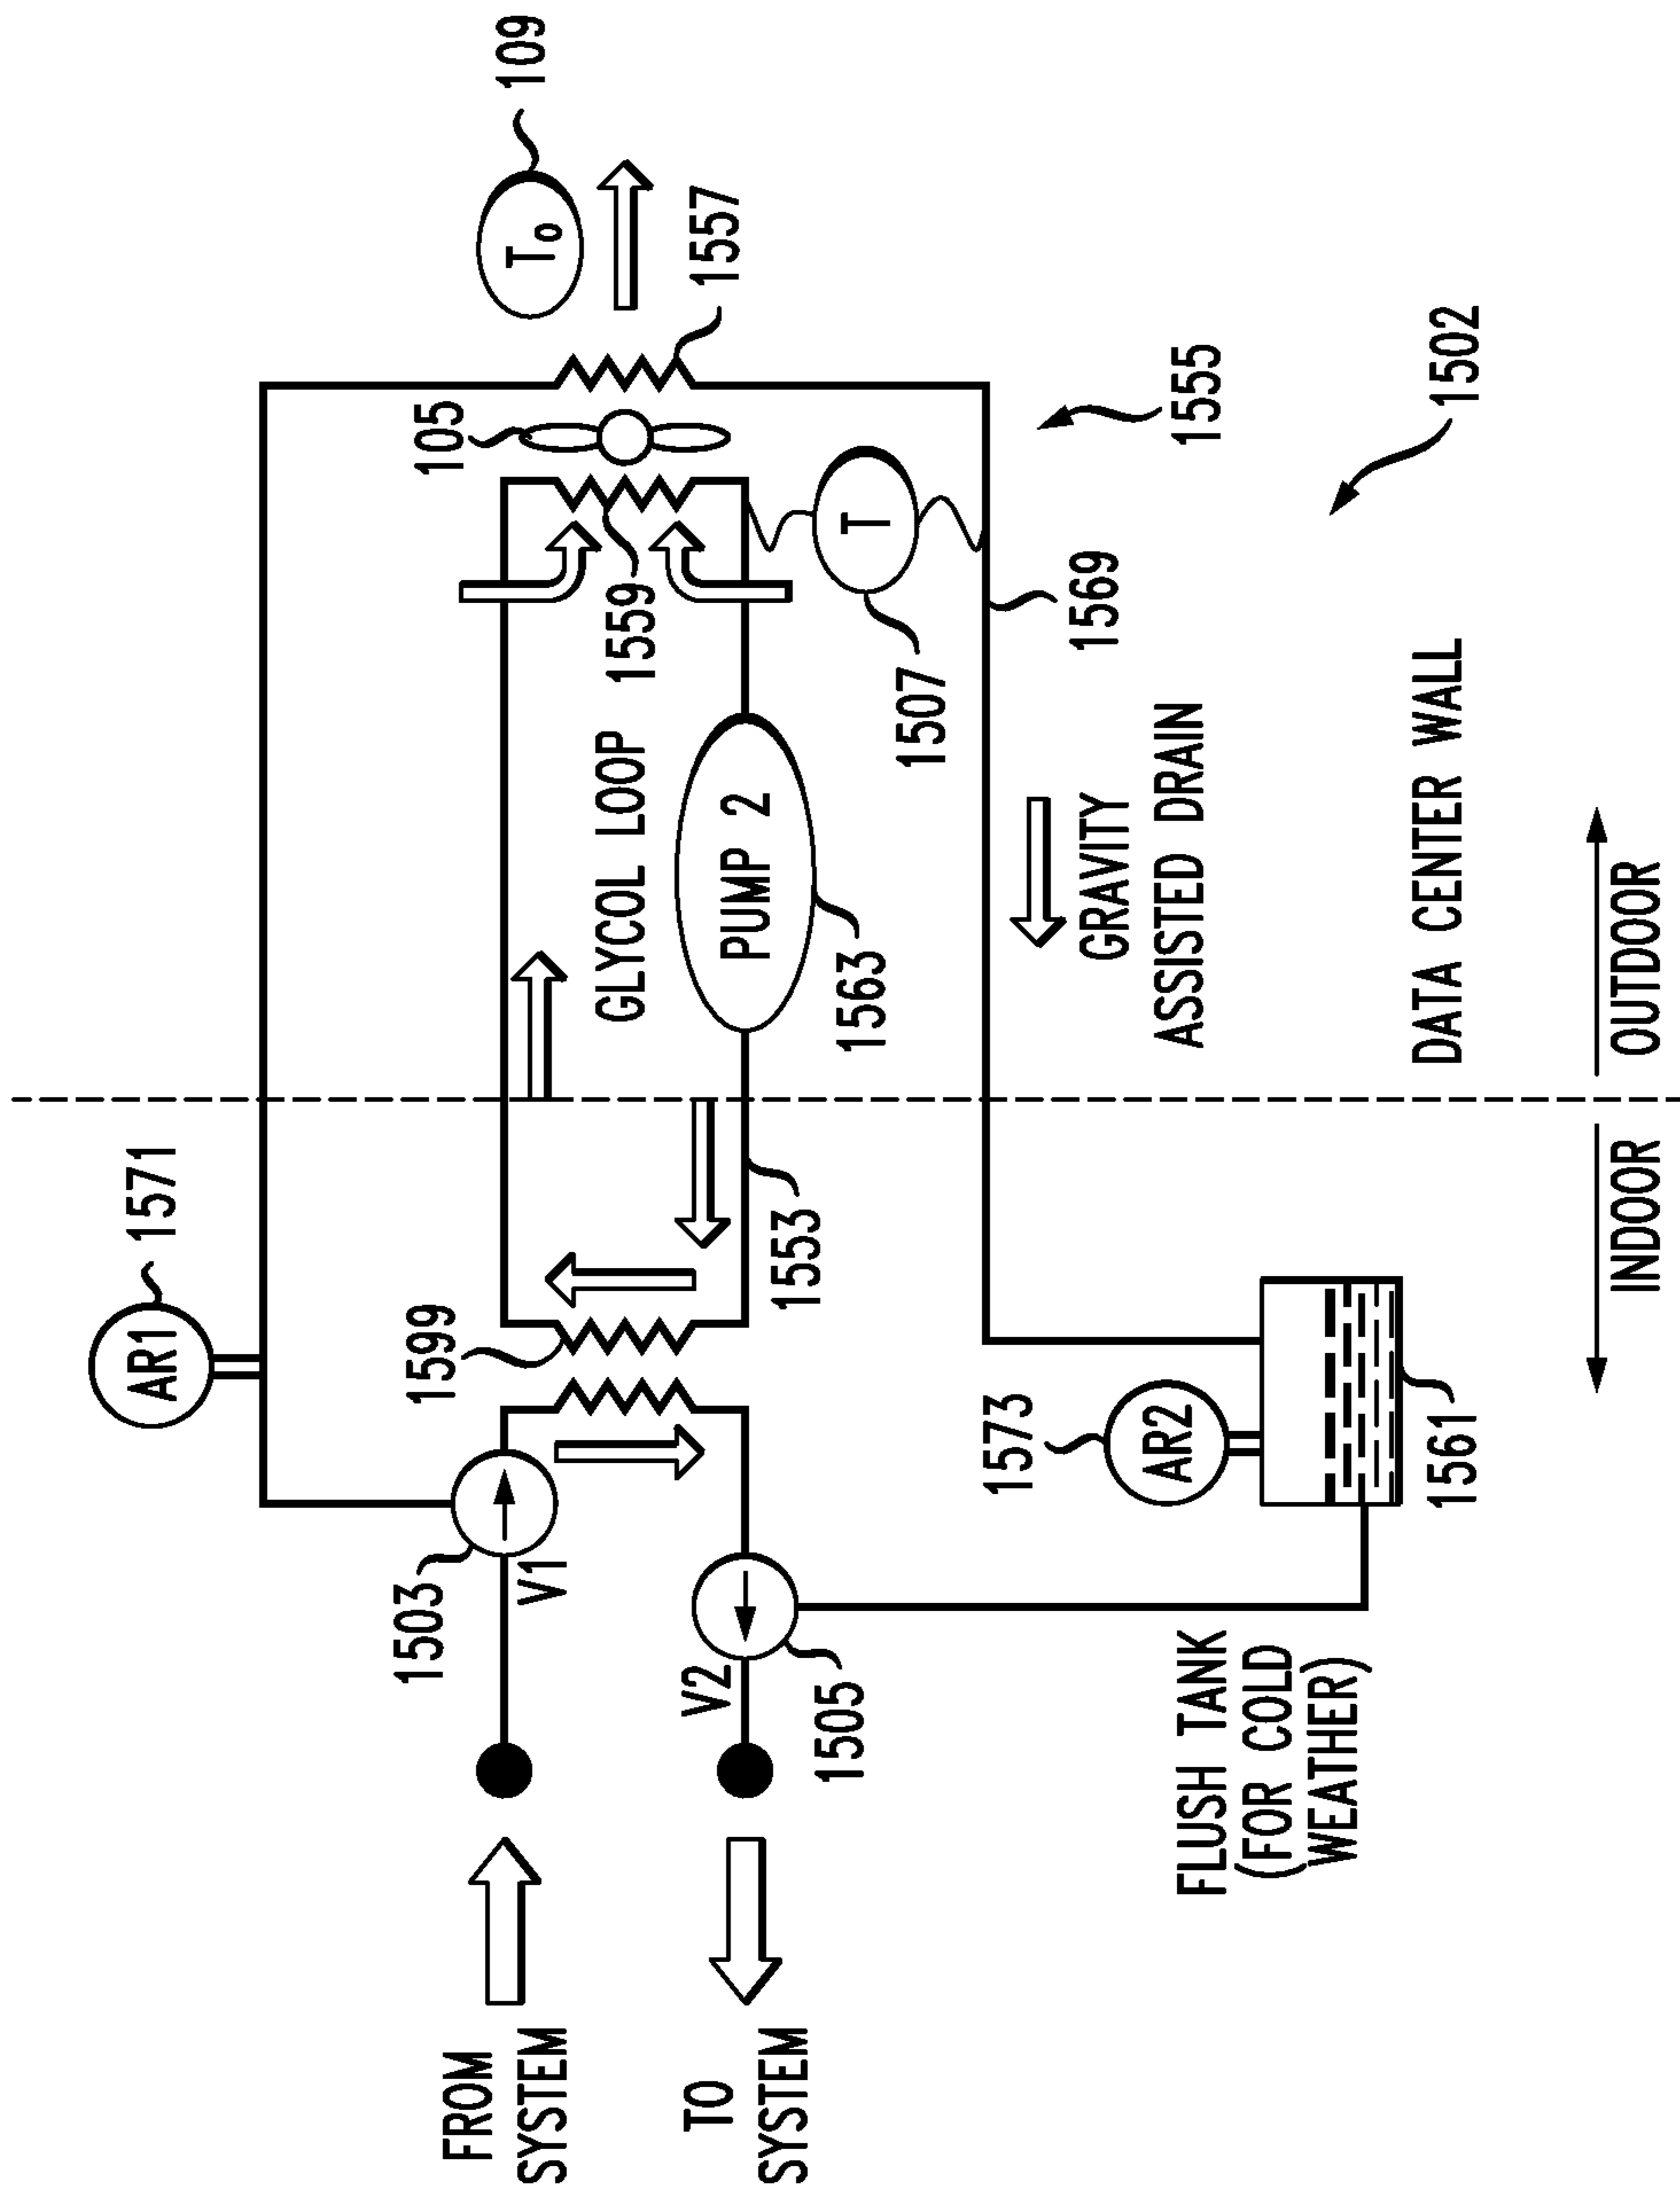 AR1
1571
1503
V1
1599
GLYCOL LOOP
1559
105
T0
109
1557
FROM
SYSTEM
TO
SYSTEM
V2
1505
1553
PUMP 2
1563
T
1507
1569
GRAVITY
ASSISTED DRAIN
1555
1573
AR2
1561
FLUSH TANK
(FOR COLD
WEATHER)
DATA CENTER WALL
1502
INDOOR
OUTDOOR